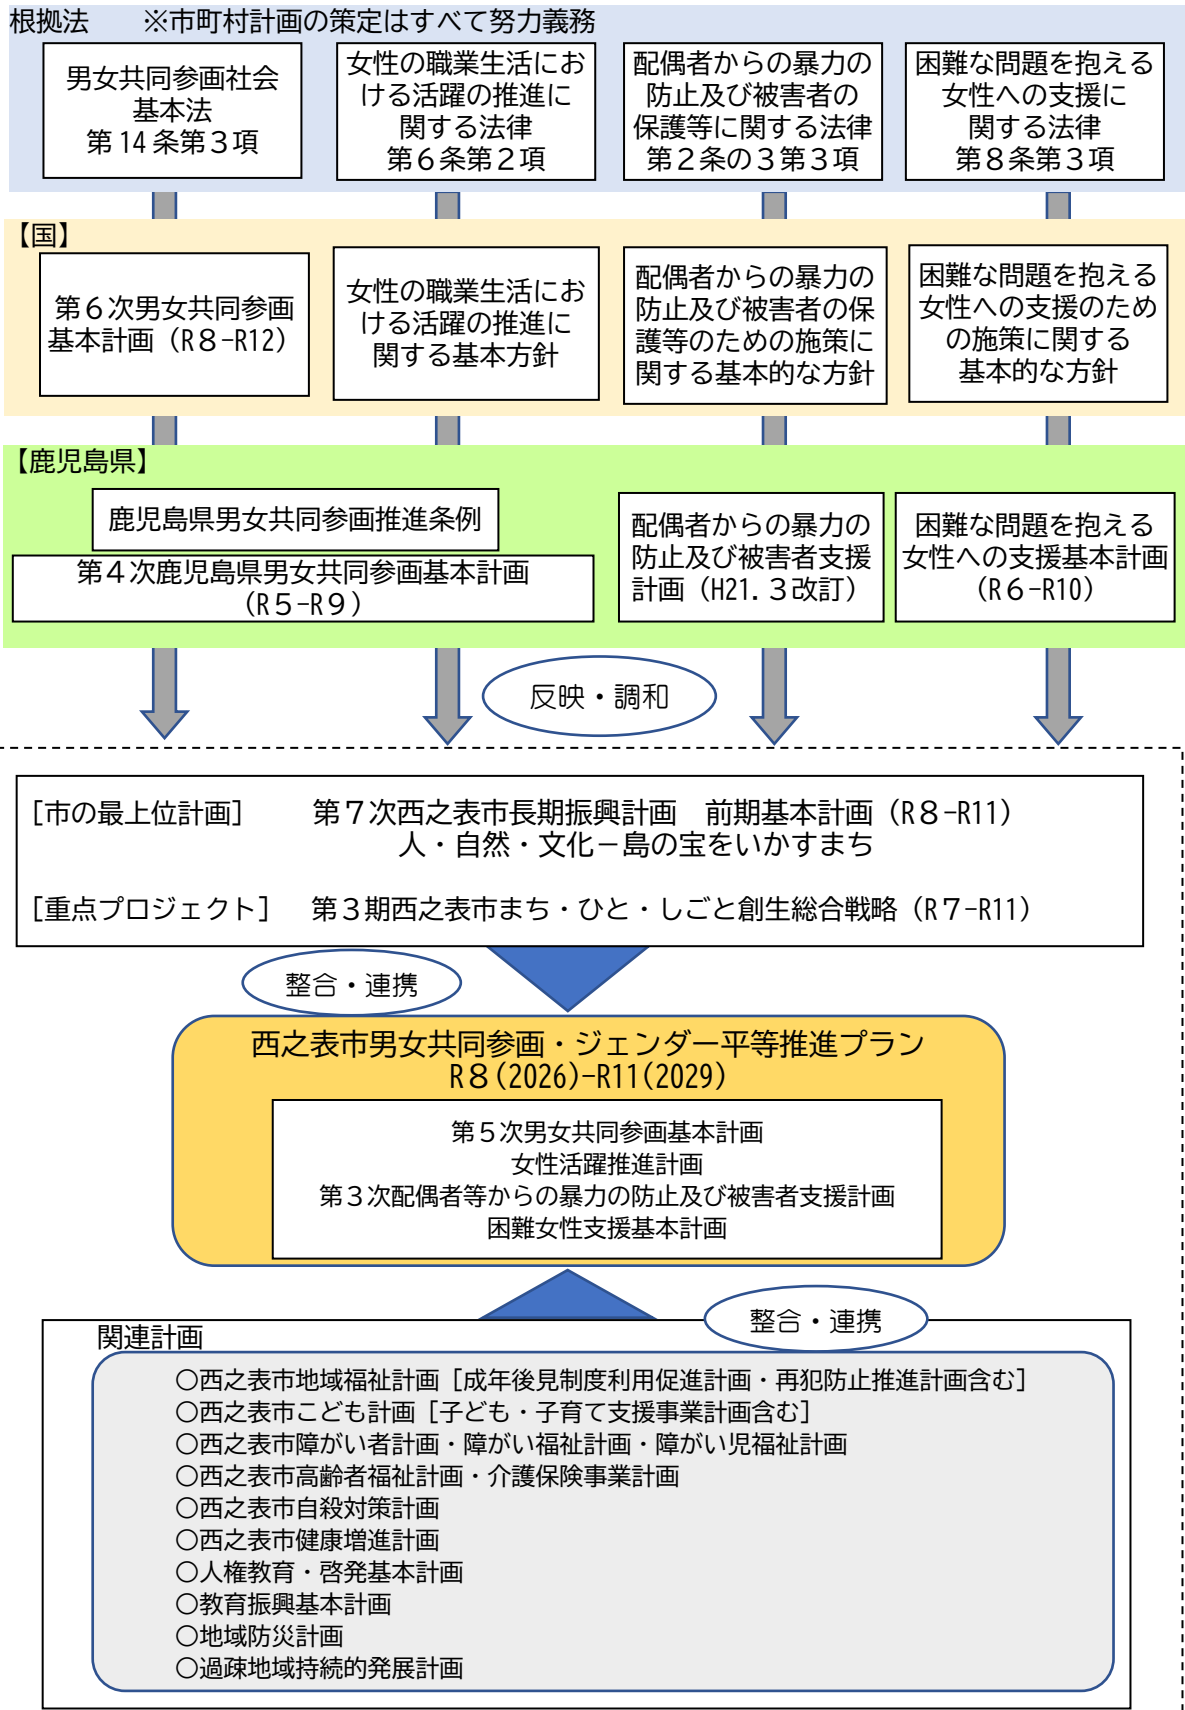 根拠法　　※市町村計画の策定はすべて努力義務
男女共同参画社会
基本法
第14条第３項
女性の職業生活にお
ける活躍の推進に
関する法律
第６条第２項
配偶者からの暴力の
防止及び被害者の
保護等に関する法律
第２条の３第３項
困難な問題を抱える
女性への支援に
関する法律
第８条第３項
【国】
第６次男女共同参画
基本計画（R８-R12）
女性の職業生活にお
ける活躍の推進に
関する基本方針
配偶者からの暴力の
防止及び被害者の保
護等のための施策に
関する基本的な方針
困難な問題を抱える
女性への支援のため
の施策に関する
基本的な方針
【鹿児島県】
鹿児島県男女共同参画推進条例
第４次鹿児島県男女共同参画基本計画
（R５-R９）
配偶者からの暴力の
防止及び被害者支援
計画（H21.３改訂）
困難な問題を抱える
女性への支援基本計画
（R６-R10）
反映・調和
［市の最上位計画］　　第７次西之表市長期振興計画　前期基本計画（R８-R11）
人・自然・文化－島の宝をいかすまち
［重点プロジェクト］　第３期西之表市まち・ひと・しごと創生総合戦略（R７-R11）
整合・連携
西之表市男女共同参画・ジェンダー平等推進プラン
R８(2026)-R11(2029)
第５次男女共同参画基本計画
女性活躍推進計画
第３次配偶者等からの暴力の防止及び被害者支援計画
困難女性支援基本計画
整合・連携
関連計画
○西之表市地域福祉計画［成年後見制度利用促進計画・再犯防止推進計画含む］
○西之表市こども計画［子ども・子育て支援事業計画含む］
○西之表市障がい者計画・障がい福祉計画・障がい児福祉計画
○西之表市高齢者福祉計画・介護保険事業計画
○西之表市自殺対策計画
○西之表市健康増進計画
○人権教育・啓発基本計画
○教育振興基本計画
○地域防災計画
○過疎地域持続的発展計画